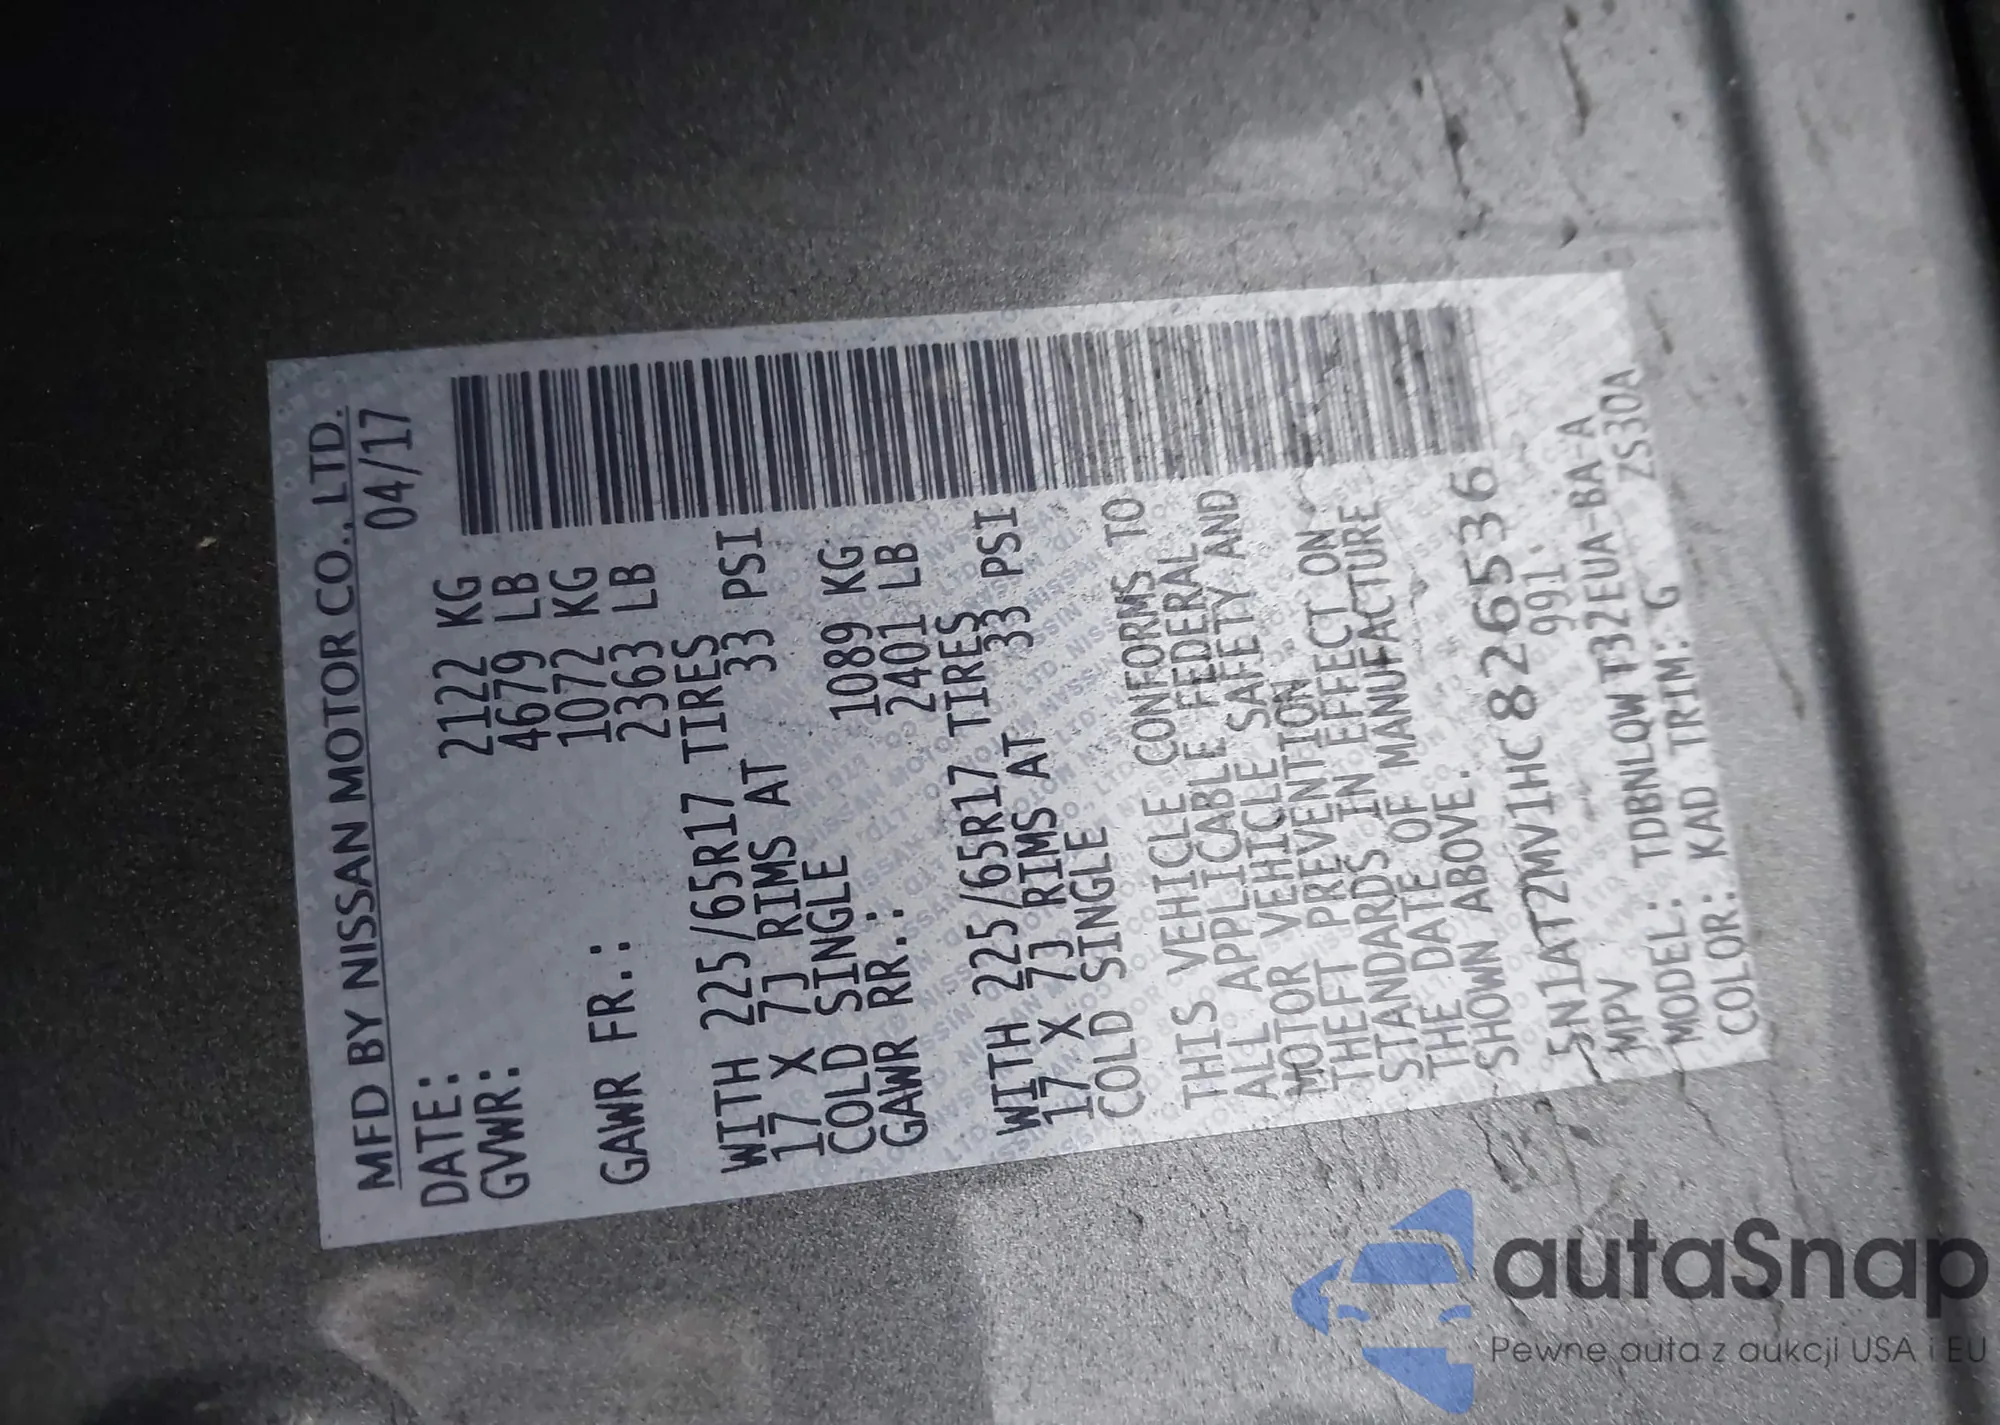 MFD BY NISSAN MOTOR CO., LTD.
DATE: 04/17
GVWR: 2122 KG
4679 LB
GAWR FR.: 1072 KG
2363 LB
WITH 225/65R17 TIRES
17 X 7J RIMS AT 33 PSI
COLD SINGLE
GAWR RR.: 1089 KG
2401 LB
WITH 225/65R17 TIRES
17 X 7J RIMS AT 33 PSI
COLD SINGLE
THIS VEHICLE CONFORMS TO
ALL APPLICABLE FEDERAL
MOTOR VEHICLE SAFETY AND
THEFT PREVENTION
STANDARDS IN EFFECT ON
THE DATE OF MANUFACTURE
SHOWN ABOVE.
5N1AT2MV1HC826536
MPV 991.
MODEL: TDBNLQW T32EUA-BA-A
COLOR: KAD TRIM: G ZS30A
autaSnap
Pewne auta z aukcji USA i EU